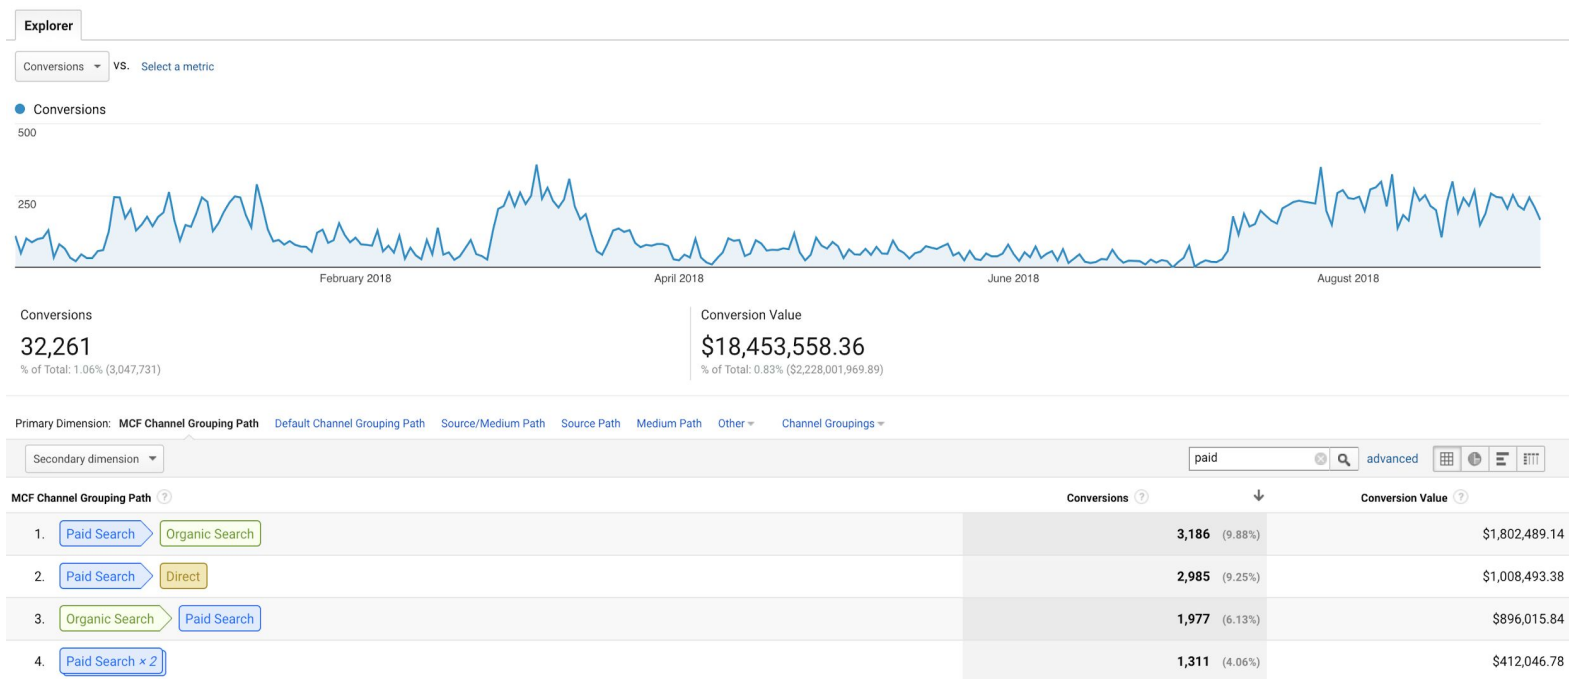 Explorer
Conversions VS. Select a metric
Conversions
500
250
February 2018 April 2018 June 2018 August 2018
Conversions Conversion Value
32,261 $18,453,558.36
% of Total: 1.06% (3,047,731) % of Total: 0.83% ($2,228,001,969.89)
Primary Dimension: MCF Channel Grouping Path Default Channel Grouping Path Source/Medium Path Source Path Medium Path Other Channel Groupings
Secondary dimension paid advanced
MCF Channel Grouping Path ? Conversions ? Conversion Value ?
1. Paid Search Organic Search 3,186 (9.88%) $1,802,489.14
2. Paid Search Direct 2,985 (9.25%) $1,008,493.38
3. Organic Search Paid Search 1,977 (6.13%) $896,015.84
4. Paid Search × 2 1,311 (4.06%) $412,046.78